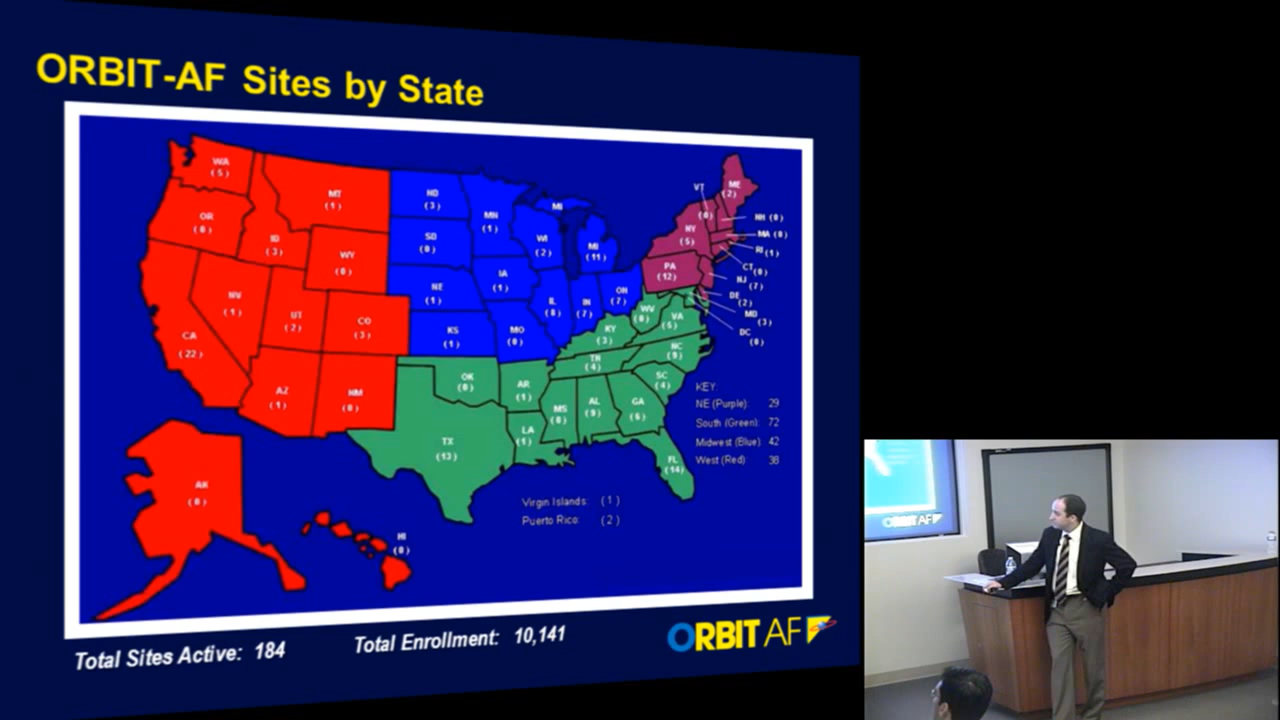 ORBIT-AF Sites by State
WA
(5)
MT
(1)
ND
(3)
MN
(1)
MI
VT
(0)
ME
(2)
OR
(0)
ID
(3)
WY
(0)
SD
(0)
WI
(2)
MI
(11)
NY
(5)
NH (0)
MA (0)
RI (1)
CT (0)
NJ (7)
DE (2)
MD (3)
DC (0)
PA
(12)
NV
(1)
UT
(2)
CO
(3)
NE
(1)
IA
(1)
IL
(8)
IN
(7)
OH
(7)
CA
(22)
KS
(1)
MO
(0)
KY
(3)
WV
(0)
VA
(5)
AZ
(1)
NM
(0)
OK
(0)
AR
(1)
TN
(4)
NC
(9)
SC
(4)
TX
(13)
LA
(1)
MS
(0)
AL
(9)
GA
FL
(14)
KEY:
NE (Purple): 29
South (Green): 72
Midwest (Blue) 42
West (Red) 38
AK
(0)
HI
(0)
Virgin Islands: (1)
Puerto Rico: (2)
Total Sites Active: 184
Total Enrollment: 10,141
ORBIT AF
ORBIT AF